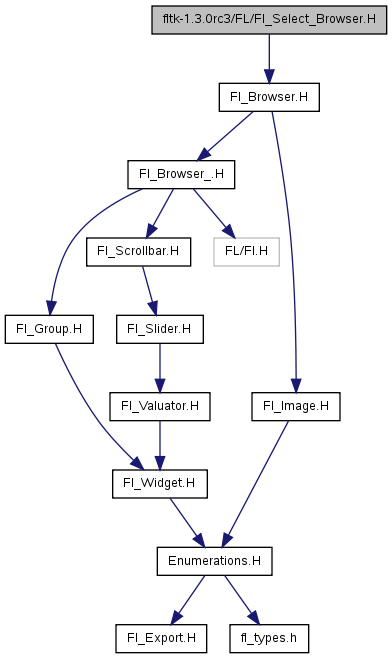 fltk-1.3.0rc3/FL/Fl_Select_Browser.H
Fl_Browser.H
Fl_Browser_.H
Fl_Scrollbar.H
FL/Fl.H
Fl_Group.H
Fl_Slider.H
Fl_Valuator.H
Fl_Image.H
Fl_Widget.H
Enumerations.H
Fl_Export.H
fl_types.h